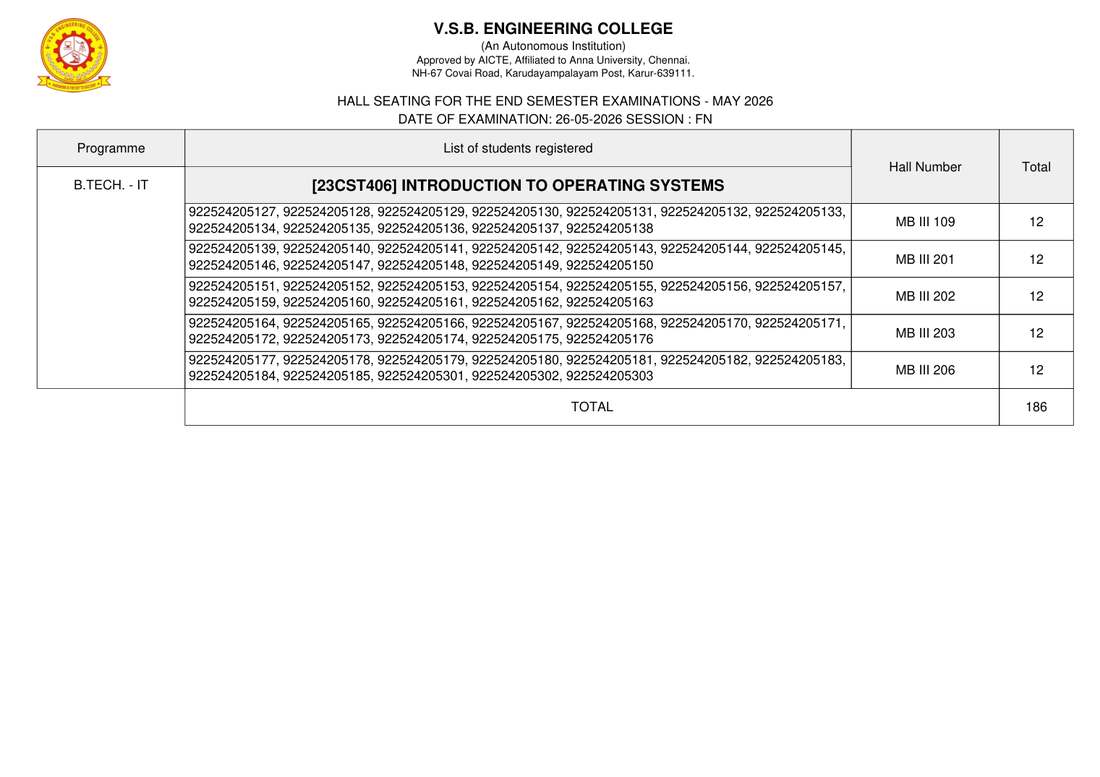 V.S.B. ENGINEERING COLLEGE
(An Autonomous Institution)
Approved by AICTE, Affiliated to Anna University, Chennai.
NH-67 Covai Road, Karudayampalayam Post, Karur-639111.
HALL SEATING FOR THE END SEMESTER EXAMINATIONS - MAY 2026
DATE OF EXAMINATION: 26-05-2026 SESSION : FN
Programme
List of students registered
Hall Number
Total
B.TECH. - IT
[23CST406] INTRODUCTION TO OPERATING SYSTEMS
922524205127, 922524205128, 922524205129, 922524205130, 922524205131, 922524205132, 922524205133,
922524205134, 922524205135, 922524205136, 922524205137, 922524205138
MB III 109
12
922524205139, 922524205140, 922524205141, 922524205142, 922524205143, 922524205144, 922524205145,
922524205146, 922524205147, 922524205148, 922524205149, 922524205150
MB III 201
12
922524205151, 922524205152, 922524205153, 922524205154, 922524205155, 922524205156, 922524205157,
922524205159, 922524205160, 922524205161, 922524205162, 922524205163
MB III 202
12
922524205164, 922524205165, 922524205166, 922524205167, 922524205168, 922524205170, 922524205171,
922524205172, 922524205173, 922524205174, 922524205175, 922524205176
MB III 203
12
922524205177, 922524205178, 922524205179, 922524205180, 922524205181, 922524205182, 922524205183,
922524205184, 922524205185, 922524205301, 922524205302, 922524205303
MB III 206
12
TOTAL
186